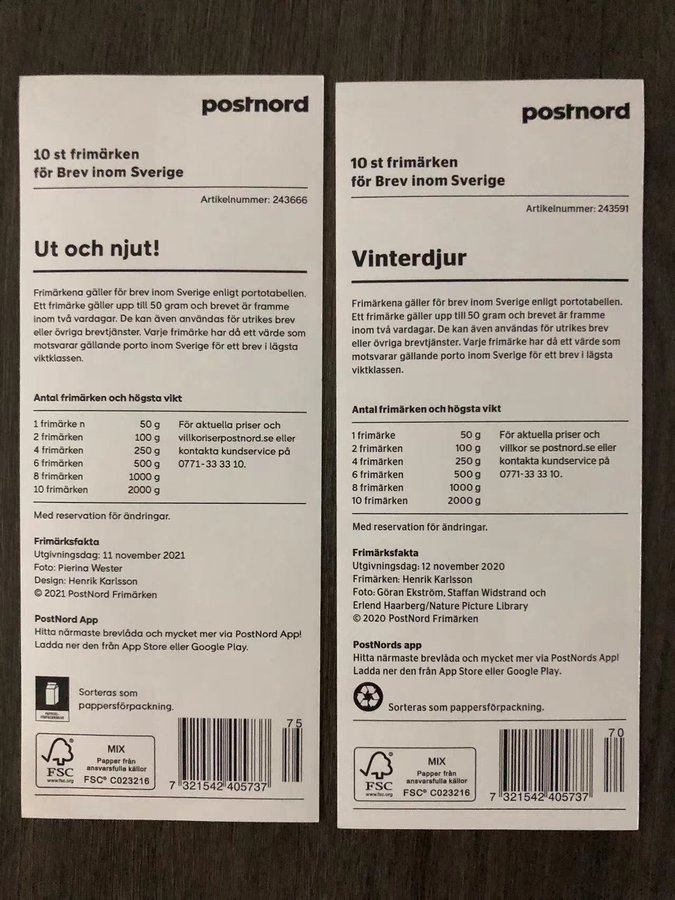 postnord
10 st frimärken
för Brev inom Sverige
Artikelnummer: 243666
Ut och njut!
Frimärkena gäller för brev inom Sverige enligt portotabellen.
Ett frimärke gäller upp till 50 gram och brevet är framme
inom två vardagar. De kan även användas för utrikes brev
eller övriga brevtjänster. Varje frimärke har då ett värde som
motsvarar gällande porto inom Sverige för ett brev i lägsta
viktklassen.
Antal frimärken och högsta vikt
1 frimärke n 50 g För aktuella priser och
2 frimärken 100 g villkoriserpostnord.se eller
4 frimärken 250 g kontakta kundservice på
6 frimärken 500 g 0771-33 33 10.
8 frimärken 1000 g
10 frimärken 2000 g
Med reservation för ändringar.
Frimärksfakta
Utgivningsdag: 11 november 2021
Foto: Pierina Wester
Design: Henrik Karlsson
© 2021 PostNord Frimärken
PostNord App
Hitta närmaste brevlåda och mycket mer via PostNord App!
Ladda ner den från App Store eller Google Play.
Sorteras som
pappersförpackning.
FSC
www.fsc.org
MIX
Papper från
ansvarsfulla källor
FSC® C023216
75
7 321542 405737
postnord
10 st frimärken
för Brev inom Sverige
Artikelnummer: 243591
Vinterdjur
Frimärkena gäller för brev inom Sverige enligt portotabellen.
Ett frimärke gäller upp till 50 gram och brevet är framme
inom två vardagar. De kan även användas för utrikes brev
eller övriga brevtjänster. Varje frimärke har då ett värde som
motsvarar gällande porto inom Sverige för ett brev i lägsta
viktklassen.
Antal frimärken och högsta vikt
1 frimärke 50 g För aktuella priser och
2 frimärken 100 g villkor se postnord.se eller
4 frimärken 250 g kontakta kundservice på
6 frimärken 500 g 0771-33 33 10.
8 frimärken 1000 g
10 frimärken 2000 g
Med reservation för ändringar.
Frimärksfakta
Utgivningsdag: 12 november 2020
Frimärken: Henrik Karlsson
Foto: Göran Ekström, Staffan Widstrand och
Erlend Haarberg/Nature Picture Library
© 2020 PostNord Frimärken
PostNords app
Hitta närmaste brevlåda och mycket mer via PostNords App!
Ladda ner den från App Store eller Google Play.
Sorteras som pappersförpackning.
FSC
www.fsc.org
MIX
Papper från
ansvarsfulla källor
FSC® C023216
70
7 321542 405737